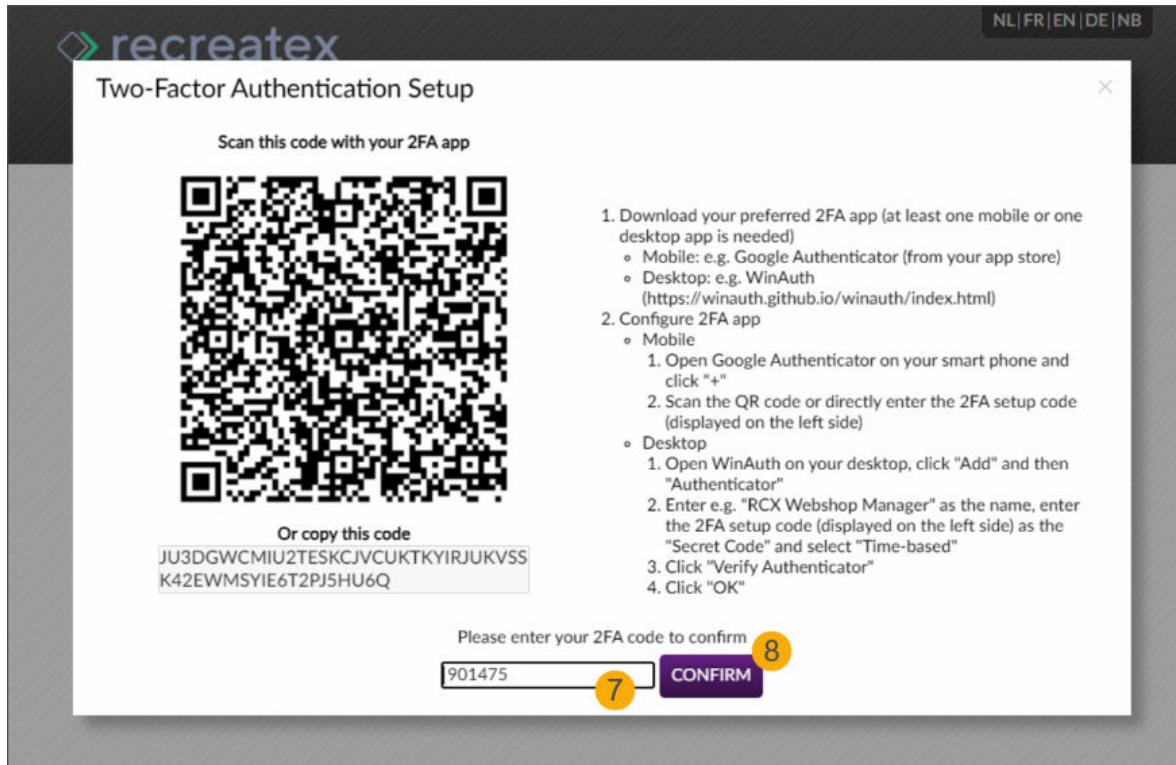 NL|FR|EN|DE|NB
recreatex
Two-Factor Authentication Setup
×
Scan this code with your 2FA app
Or copy this code
JU3DGWCMIU2TESKCJVCUKTKYIRJUKVSS
K42EWMSYIE6T2PJ5HU6Q
1. Download your preferred 2FA app (at least one mobile or one
desktop app is needed)
Mobile: e.g. Google Authenticator (from your app store)
Desktop: e.g. WinAuth
(https://winauth.github.io/winauth/index.html)
2. Configure 2FA app
Mobile
1. Open Google Authenticator on your smart phone and
click "+"
2. Scan the QR code or directly enter the 2FA setup code
(displayed on the left side)
Desktop
1. Open WinAuth on your desktop, click "Add" and then
"Authenticator"
2. Enter e.g. "RCX Webshop Manager" as the name, enter
the 2FA setup code (displayed on the left side) as the
"Secret Code" and select "Time-based"
3. Click "Verify Authenticator"
4. Click "OK"
Please enter your 2FA code to confirm
901475
7
CONFIRM
8